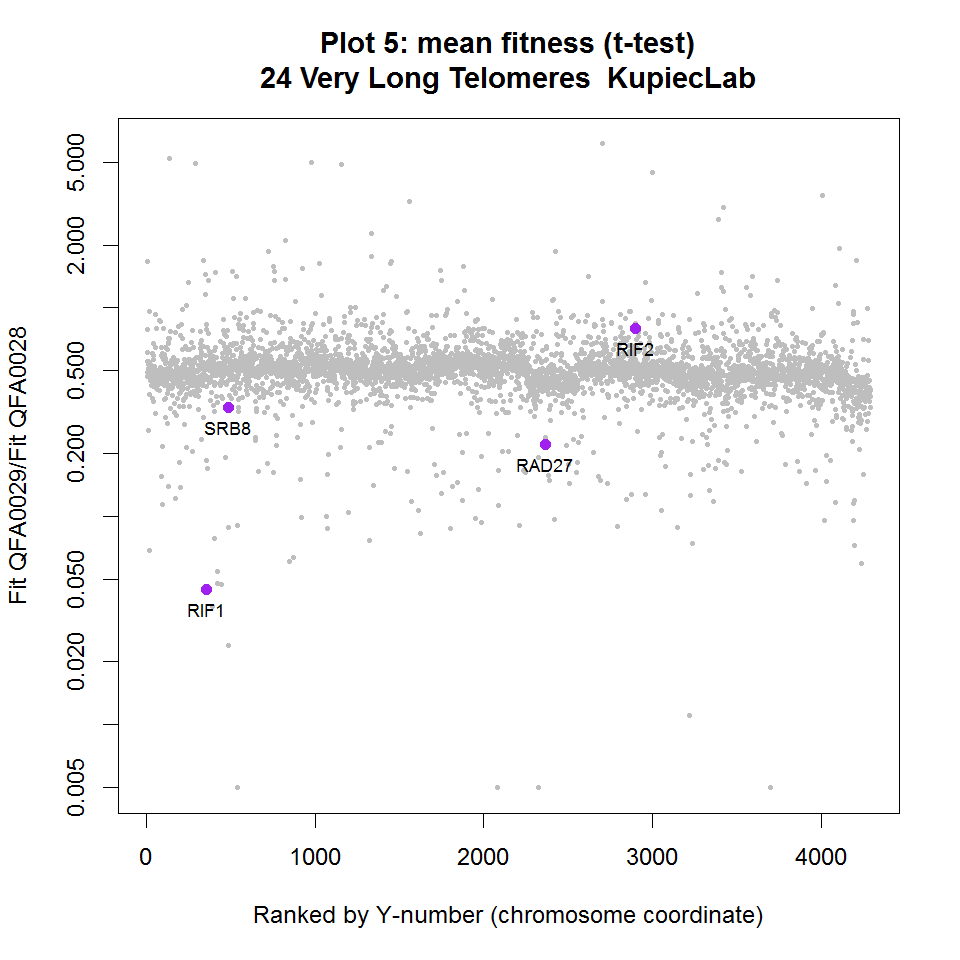 Plot 5: mean fitness (t-test)
24 Very Long Telomeres  KupiecLab
Fit QFA0029/Fit QFA0028
5.000
2.000
0.500
0.200
0.050
0.020
0.005
RIF2
SRB8
RAD27
RIF1
0
1000
2000
3000
4000
Ranked by Y-number (chromosome coordinate)